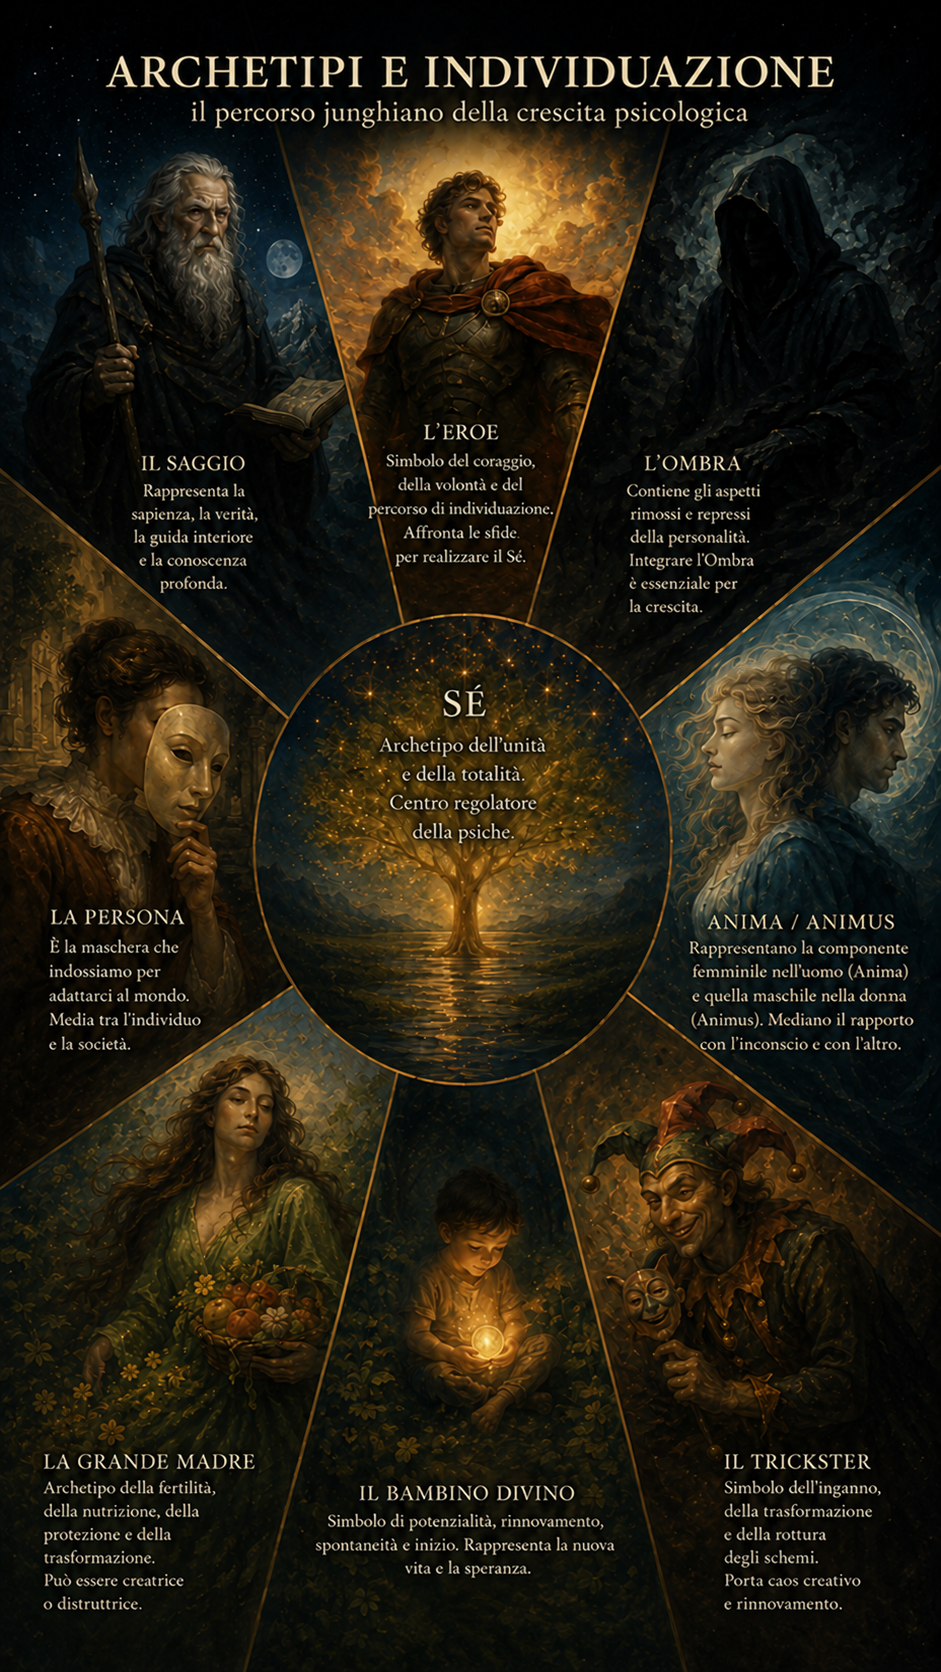 ARCHETIPI E INDIVIDUAZIONE
il percorso junghiano della crescita psicologica
IL SAGGIO
Rappresenta la
sapienza, la verità,
la guida interiore
e la conoscenza
profonda.
L'EROE
Simbolo del coraggio,
della volontà e del
percorso di individuazione.
Affronta le sfide
per realizzare il Sé.
L'OMBRA
Contiene gli aspetti
rimossi e repressi
della personalità.
Integrare l'Ombra
è essenziale per
la crescita.
SÉ
Archetipo dell'unità
e della totalità.
Centro regolatore
della psiche.
LA PERSONA
È la maschera che
indossiamo per
adattarci al mondo.
Media tra l'individuo
e la società.
ANIMA / ANIMUS
Rappresentano la componente
femminile nell'uomo (Anima)
e quella maschile nella donna
(Animus). Mediano il rapporto
con l'inconscio e con l'altro.
LA GRANDE MADRE
Archetipo della fertilità,
della nutrizione, della
protezione e della
trasformazione.
Può essere creatrice
o distruttrice.
IL BAMBINO DIVINO
Simbolo di potenzialità, rinnovamento,
spontaneità e inizio. Rappresenta la nuova
vita e la speranza.
IL TRICKSTER
Simbolo dell'inganno,
della trasformazione
e della rottura
degli schemi.
Porta caos creativo
e rinnovamento.